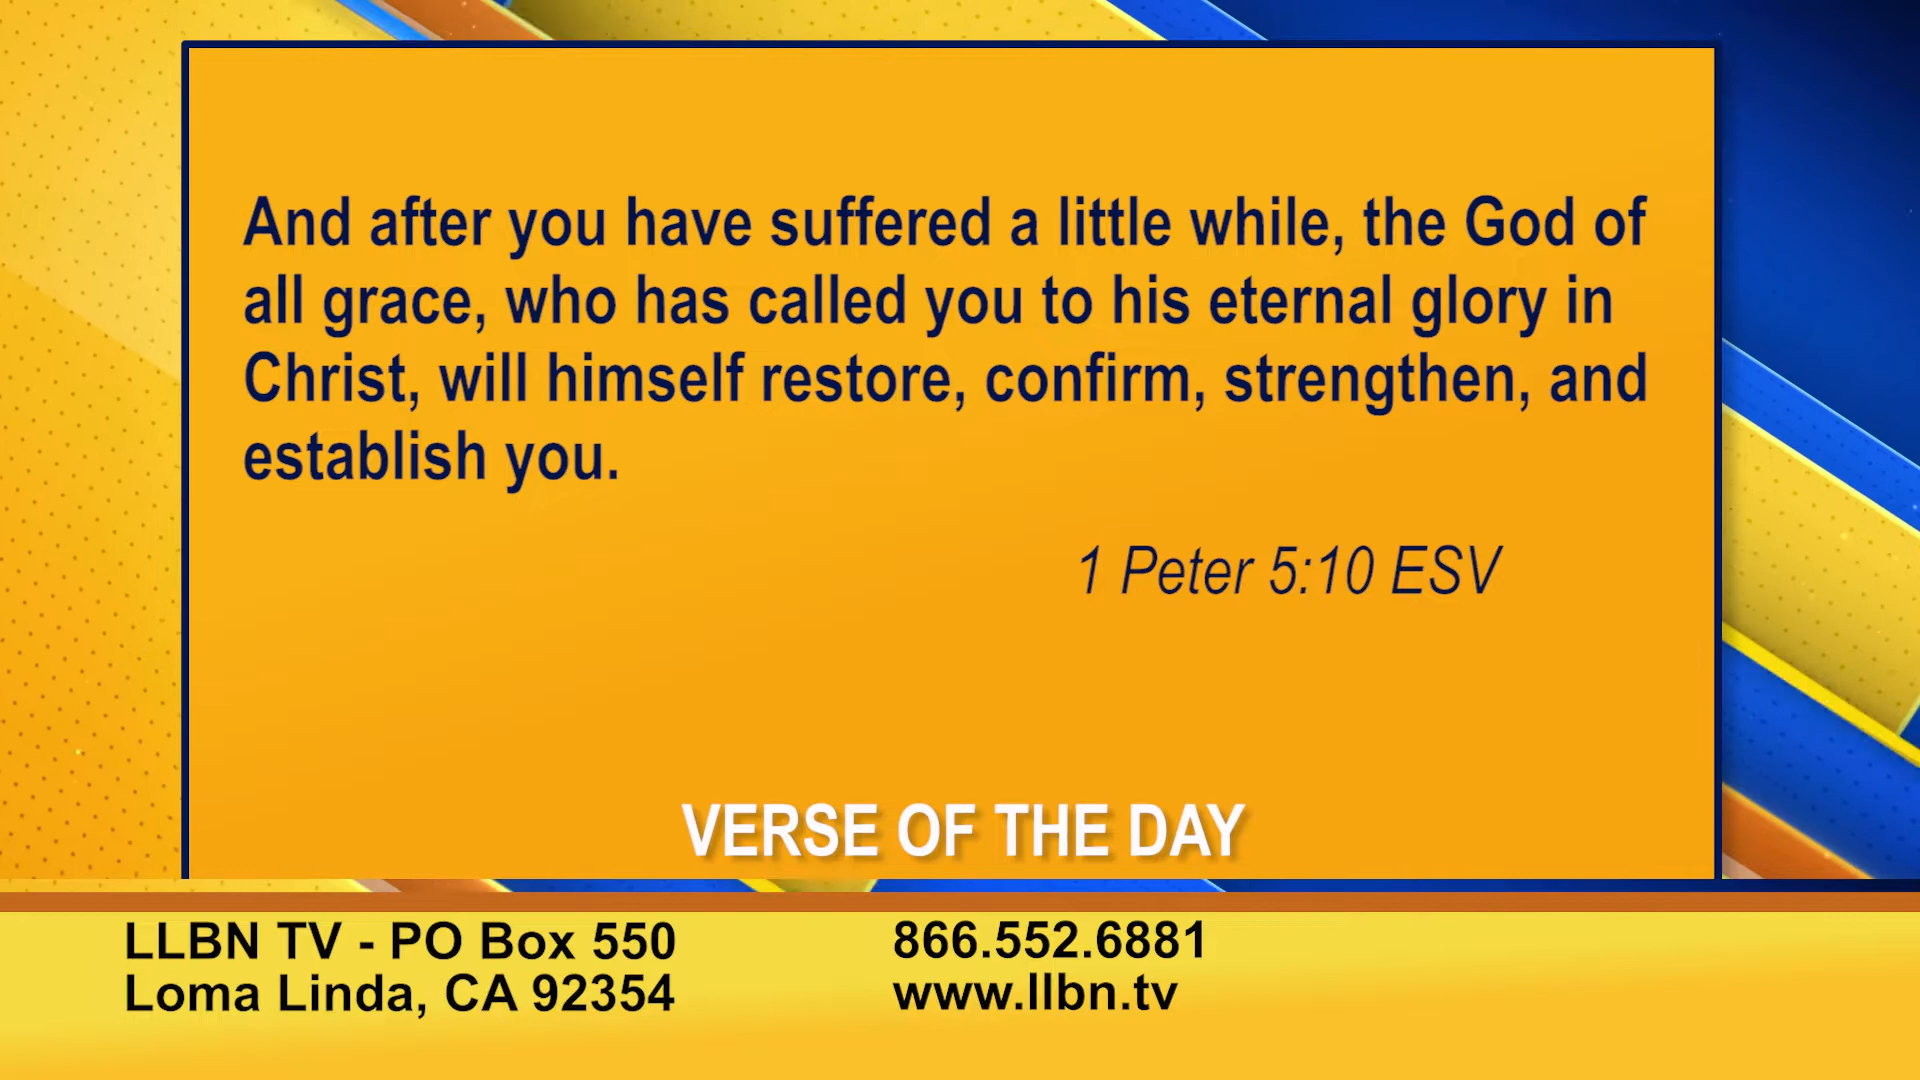 And after you have suffered a little while, the God of
all grace, who has called you to his eternal glory in
Christ, will himself restore, confirm, strengthen, and
establish you.
1 Peter 5:10 ESV
VERSE OF THE DAY
LLBN TV - PO Box 550
Loma Linda, CA 92354
866.552.6881
www.llbn.tv